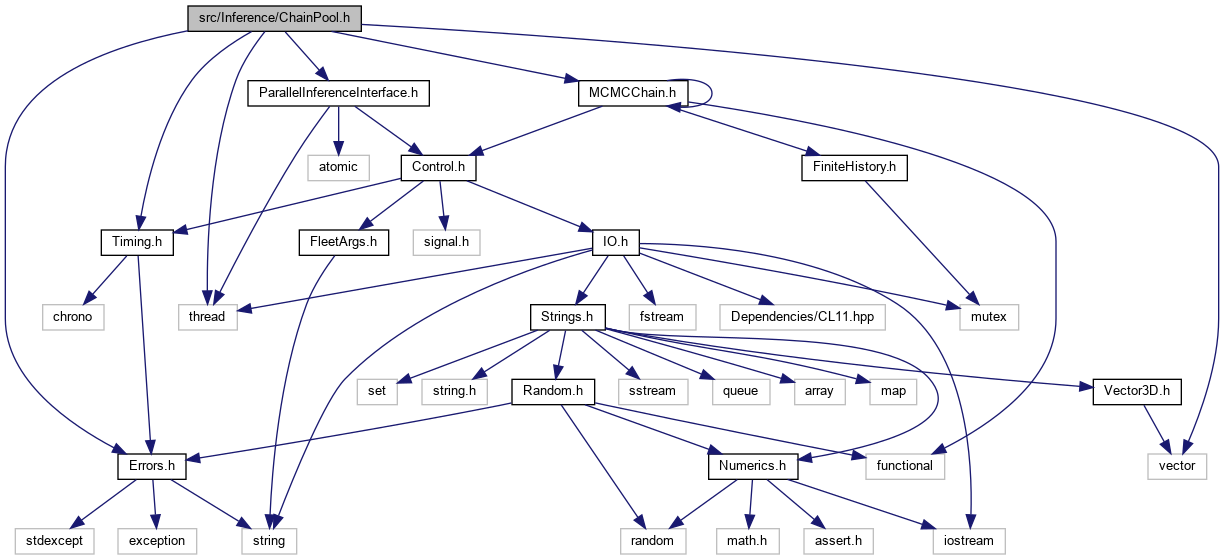 src/Inference/ChainPool.h
ParallelInferenceInterface.h
MCMCChain.h
atomic
Control.h
FiniteHistory.h
Timing.h
FleetArgs.h
signal.h
IO.h
chrono
thread
Strings.h
fstream
Dependencies/CL11.hpp
mutex
set
string.h
Random.h
sstream
queue
array
map
Vector3D.h
Errors.h
Numerics.h
functional
vector
stdexcept
exception
string
random
math.h
assert.h
iostream